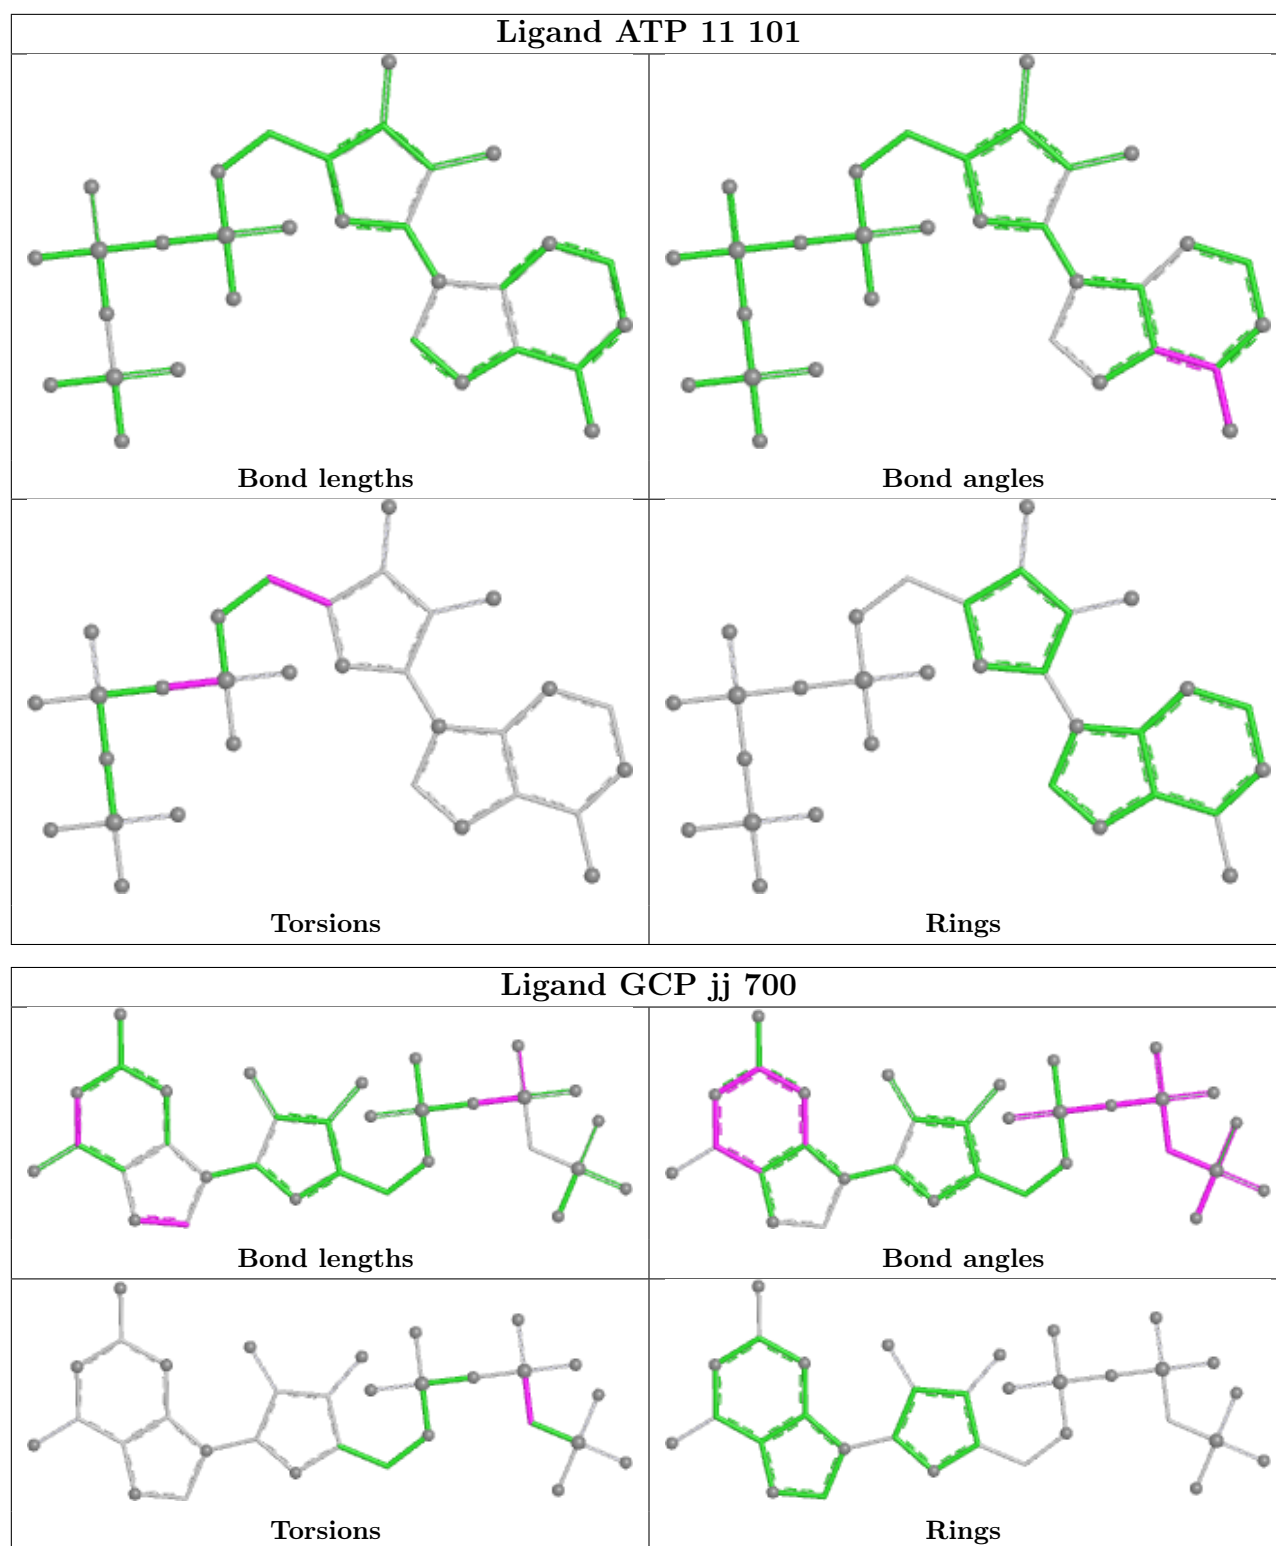 Ligand ATP 11 101
Bond lengths
Bond angles
Torsions
Rings
Ligand GCP jj 700
Bond lengths
Bond angles
Torsions
Rings